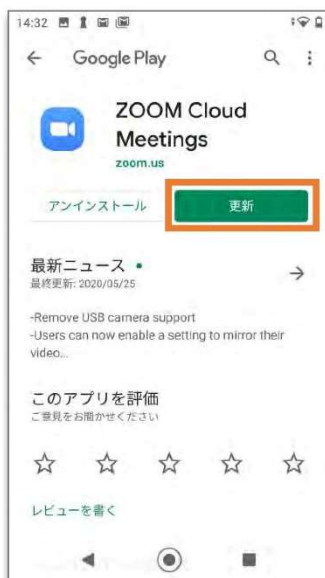 14:32
Google Play
ZOOM Cloud
Meetings
zoom.us
アンインストール
更新
最新ニュース •
最終更新: 2020/05/25
-Remove USB camera support
-Users can now enable a setting to mirror their
video...
このアプリを評価
ご意見をお聞かせください
レビューを書く